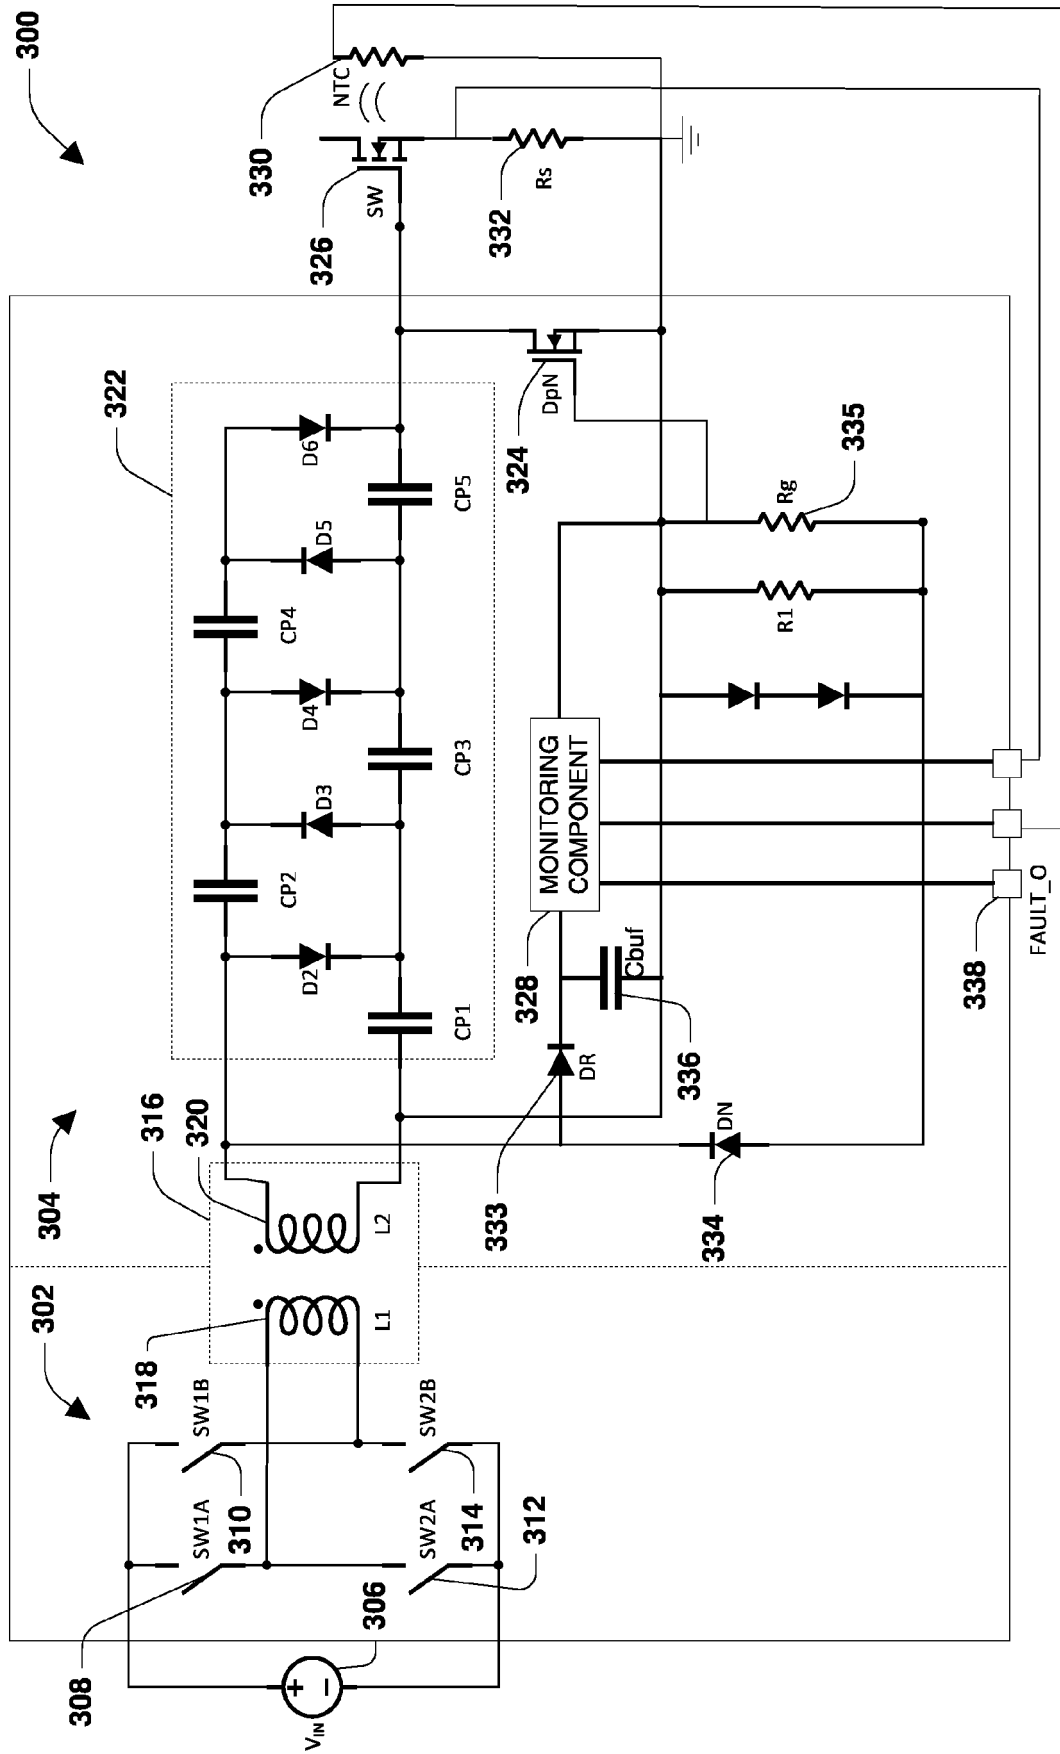 300
302
304
316
320
318
322
V_IN
+
−
306
308
SW1A
310
SW1B
312
SW2A
314
SW2B
L1
L2
D2
CP2
D3
D4
CP4
D5
D6
CP1
CP3
CP5
326
SW
NTC
330
332
Rs
324
DpN
333
DR
334
DN
336
Cbuf
328
MONITORING
COMPONENT
R1
Rg
335
338
FAULT_O